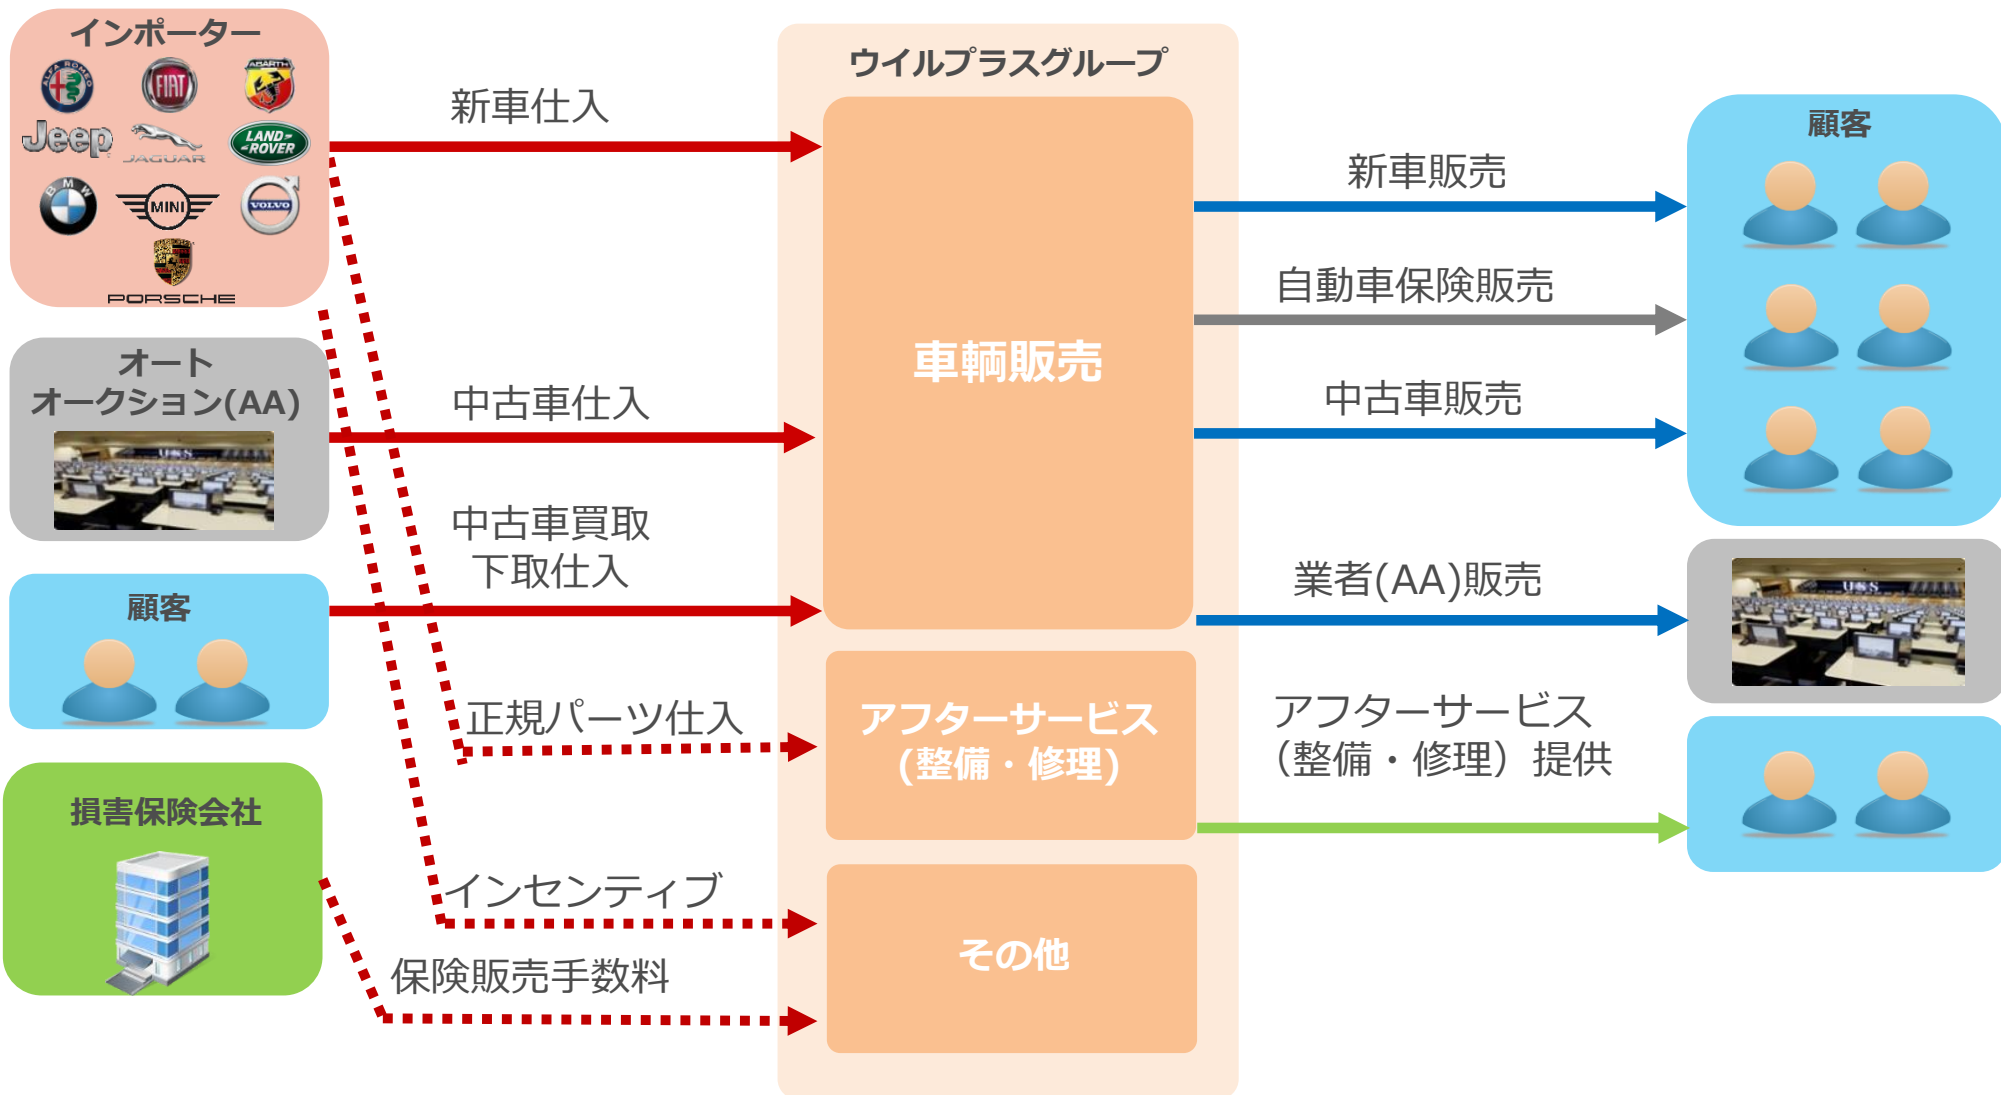 インポーター
ALFA ROMEO
FIAT
ABARTH
Jeep
JAGUAR
LAND-
-ROVER
BMW
MINI
VOLVO
PORSCHE
オート
オークション(AA)
顧客
損害保険会社
新車仕入
中古車仕入
中古車買取
下取仕入
正規パーツ仕入
インセンティブ
保険販売手数料
ウイルプラスグループ
車輌販売
アフターサービス
(整備・修理)
その他
新車販売
自動車保険販売
中古車販売
業者(AA)販売
アフターサービス
（整備・修理）提供
顧客